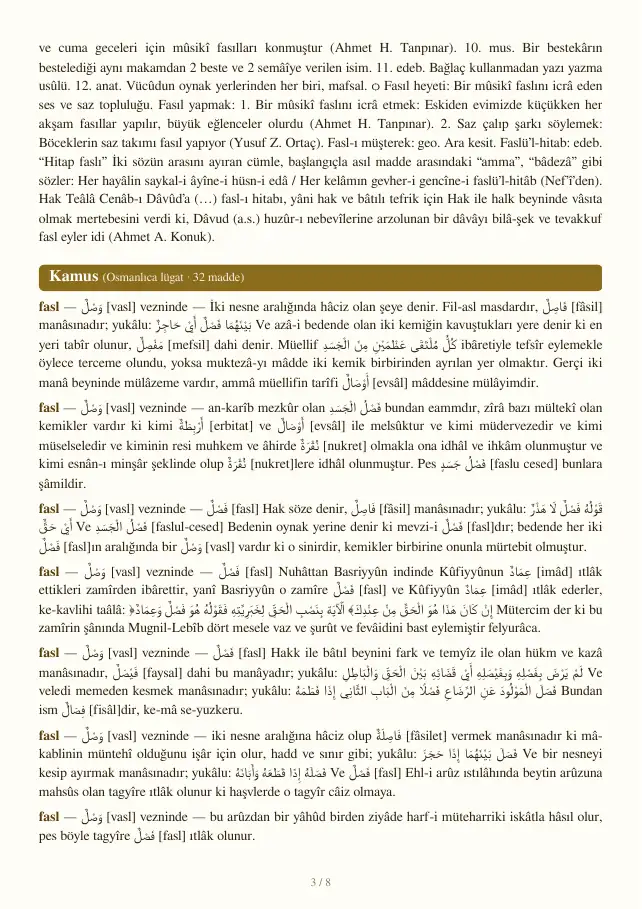 ve cuma geceleri için mûsikî fasılları konmuştur (Ahmet H. Tanpınar). 10. mus. Bir bestekârın
bestelediği aynı makamdan 2 beste ve 2 semâîye verilen isim. 11. edeb. Bağlaç kullanmadan yazı yazma
usûlü. 12. anat. Vücûdun oynak yerlerinden her biri, mafsal. ○ Fasıl heyeti: Bir mûsikî faslını icrâ eden
ses ve saz topluluğu. Fasıl yapmak: 1. Bir mûsikî faslını icrâ etmek: Eskiden evimizde küçükken her
akşam fasıllar yapılır, büyük eğlenceler olurdu (Ahmet H. Tanpınar). 2. Saz çalıp şarkı söylemek:
Böceklerin saz takımı fasıl yapıyor (Yusuf Z. Ortaç). Fasl-ı müşterek: geo. Ara kesit. Faslü’l-hitab: edeb.
“Hitap faslı” İki sözün arasını ayıran cümle, başlangıçla asıl madde arasındaki “amma”, “bâdezâ” gibi
sözler: Her hayâlin saykal-i âyîne-i hüsn-i edâ / Her kelâmın gevher-i gencîne-i faslü’l-hitâb (Nef’î’den).
Hak Teâlâ Cenâb-ı Dâvûd’a (…) fasl-ı hitabı, yâni hak ve bâtılı tefrik için Hak ile halk beyninde vâsıta
olmak mertebesini verdi ki, Dâvud (a.s.) huzûr-ı nebevîlerine arzolunan bir dâvâyı bilâ-şek ve tevakkuf
fasl eyler idi (Ahmet A. Konuk).
Kamus (Osmanlıca lügat · 32 madde)
fasl — وَصْلٌ [vasl] vezninde — İki nesne aralığında hâciz olan şeye denir. Fil-asl masdardır, فَاصِلٌ [fâsil]
manâsınadır; yukâlu: بَيْنَهُمَا فَصْلٌ أَيْ حَاجِزٌ Ve azâ-i bedende olan iki kemiğin kavuştukları yere denir ki en
yeri tabîr olunur, مَفْصِلٌ [mefsil] dahi denir. Müellif كُلُّ مُلْتَقَى عَظْمَيْنِ مِنَ الْجَسَدِ ibâretiyle tefsîr eylemekle
öylece terceme olundu, yoksa muktezâ-yı mâdde iki kemik birbirinden ayrılan yer olmaktır. Gerçi iki
manâ beyninde mülâzeme vardır, ammâ müellifin tarîfi أَوْصَالٌ [evsâl] mâddesine mülâyimdir.
fasl — وَصْلٌ [vasl] vezninde — an-karîb mezkûr olan فَصْلُ الْجَسَدِ bundan eammdır, zîrâ bazı mültekî olan
kemikler vardır ki kimi أَرْبِطَةٌ [erbitat] ve أَوْصَالٌ [evsâl] ile melsûktur ve kimi müdervezedir ve kimi
müselseledir ve kiminin resi muhkem ve âhirde نُقْرَةٌ [nukret] olmakla ona idhâl ve ihkâm olunmuştur ve
kimi esnân-ı minşâr şeklinde olup نُقْرَةٌ [nukret]lere idhâl olunmuştur. Pes فَصْلُ جَسَدٍ [faslu cesed] bunlara
şâmildir.
fasl — وَصْلٌ [vasl] vezninde — فَصْلٌ [fasl] Hak söze denir, فَاصِلٌ [fâsil] manâsınadır; yukâlu: قَوْلُهُ فَصْلٌ لَا هَذَرٌ
أَيْ حَقٌّ Ve فَصْلُ الْجَسَدِ [faslul-cesed] Bedenin oynak yerine denir ki mevzi-i فَصْلٌ [fasl]dır; bedende her iki
فَصْلٌ [fasl]ın aralığında bir وَصْلٌ [vasl] vardır ki o sinirdir, kemikler birbirine onunla mürtebit olmuştur.
fasl — وَصْلٌ [vasl] vezninde — فَصْلٌ [fasl] Nuhâttan Basriyyûn indinde Kûfiyyûnun عِمَادٌ [imâd] ıtlâk
ettikleri zamîrden ibârettir, yanî Basriyyûn o zamîre فَصْلٌ [fasl] ve Kûfiyyûn عِمَادٌ [imâd] ıtlâk ederler,
ke-kavlihi taâlâ: ﴿إِنْ كَانَ هَذَا هُوَ الْحَقَّ مِنْ عِنْدِكَ﴾ الْآيَةَ بِنَصْبِ الْحَقِّ لِخَبَرِيَّتِهِ فَقَوْلُهُ هُوَ فَصْلٌ وَعِمَادٌ Mütercim der ki bu
zamîrin şânında Mugnil-Lebîb dört mesele vaz ve şurût ve fevâidini bast eylemiştir felyurâca.
fasl — وَصْلٌ [vasl] vezninde — فَصْلٌ [fasl] Hakk ile bâtıl beynini fark ve temyîz ile olan hükm ve kazâ
manâsınadır, فَيْصَلٌ [faysal] dahi bu manâyadır; yukâlu: لَمْ يَرْضَ بِفَصْلِهِ وَبِفَيْصَلِهِ أَيْ قَضَائِهِ بَيْنَ الْحَقِّ وَالْبَاطِلِ Ve
veledi memeden kesmek manâsınadır; yukâlu: فَصَلَ الْمَوْلُودَ عَنِ الرَّضَاعِ فَصْلًا مِنَ الْبَابِ الثَّانِي إِذَا فَطَمَهُ Bundan
ism فِصَالٌ [fisâl]dir, ke-mâ se-yuzkeru.
fasl — وَصْلٌ [vasl] vezninde — iki nesne aralığına hâciz olup فَاصِلَةٌ [fâsilet] vermek manâsınadır ki mâ-
kablinin müntehî olduğunu işâr için olur, hadd ve sınır gibi; yukâlu: فَصَلَ بَيْنَهُمَا إِذَا حَجَزَ Ve bir nesneyi
kesip ayırmak manâsınadır; yukâlu: فَصَلَهُ إِذَا قَطَعَهُ وَأَبَانَهُ Ve فَصْلٌ [fasl] Ehl-i arûz ıstılâhında beytin arûzuna
mahsûs olan tagyîre ıtlâk olunur ki haşvlerde o tagyîr câiz olmaya.
fasl — وَصْلٌ [vasl] vezninde — bu arûzdan bir yâhûd birden ziyâde harf-i müteharriki iskâtla hâsıl olur,
pes böyle tagyîre فَصْلٌ [fasl] ıtlâk olunur.
3 / 8